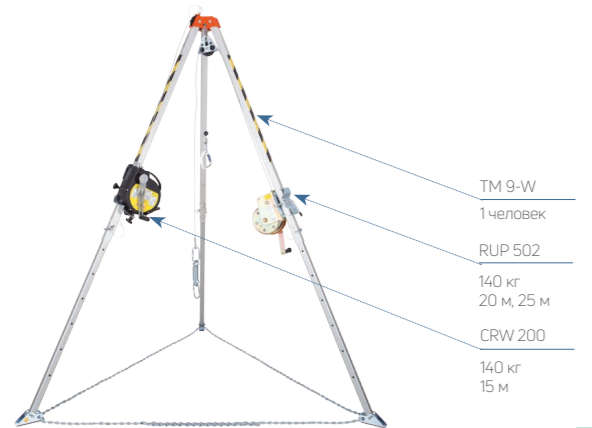 TM 9-W
1 человек
RUP 502
140 кг
20 м, 25 м
CRW 200
140 кг
15 м